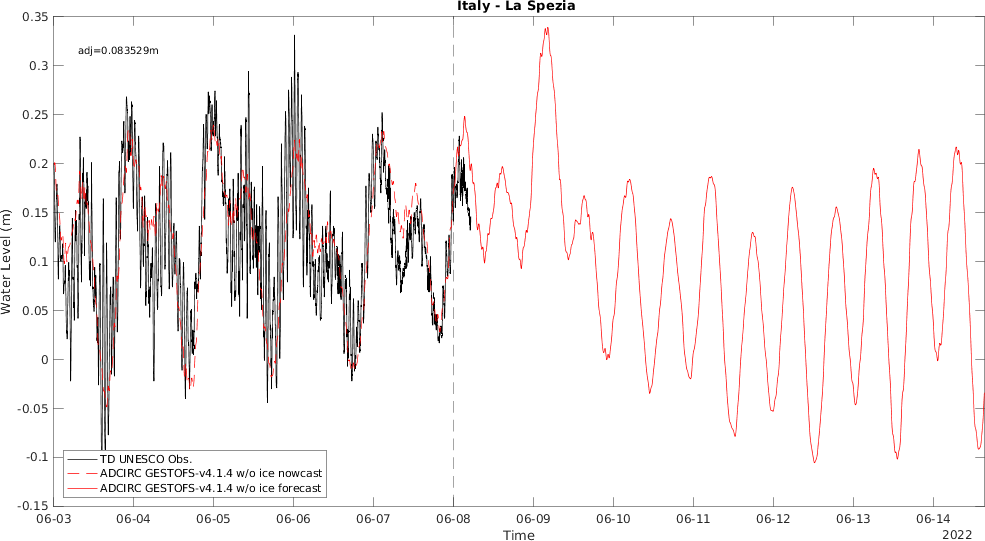 Italy - La Spezia
adj=0.083529m
Water Level (m)
0.35
0.3
0.25
0.2
0.15
0.1
0.05
0
-0.05
-0.1
-0.15
TD UNESCO Obs.
ADCIRC GESTOFS-v4.1.4 w/o ice nowcast
ADCIRC GESTOFS-v4.1.4 w/o ice forecast
06-03 06-04 06-05 06-06 06-07 06-08 06-09 06-10 06-11 06-12 06-13 06-14
Time
2022